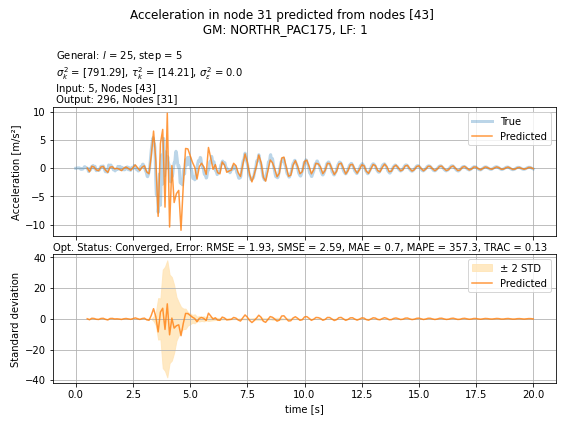 Acceleration in node 31 predicted from nodes [43]
GM: NORTHR_PAC175, LF: 1
General: l = 25, step = 5
σ²ₖ = [791.29], τ²ₖ = [14.21], σ²ε = 0.0
Input: 5, Nodes [43]
Output: 296, Nodes [31]
Acceleration [m/s²]
10
5
0
−5
−10
True
Predicted
Opt. Status: Converged, Error: RMSE = 1.93, SMSE = 2.59, MAE = 0.7, MAPE = 357.3, TRAC = 0.13
Standard deviation
40
20
0
−20
−40
± 2 STD
Predicted
0.0 2.5 5.0 7.5 10.0 12.5 15.0 17.5 20.0
time [s]